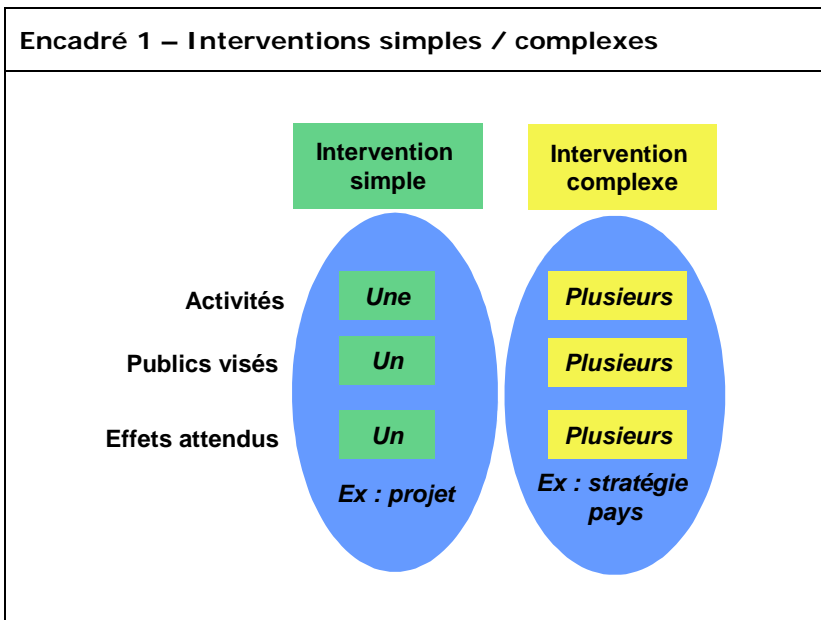 Encadré 1 – Interventions simples / complexes
Intervention
simple
Intervention
complexe
Activités
Une
Plusieurs
Publics visés
Un
Plusieurs
Effets attendus
Un
Plusieurs
Ex : projet
Ex : stratégie
pays